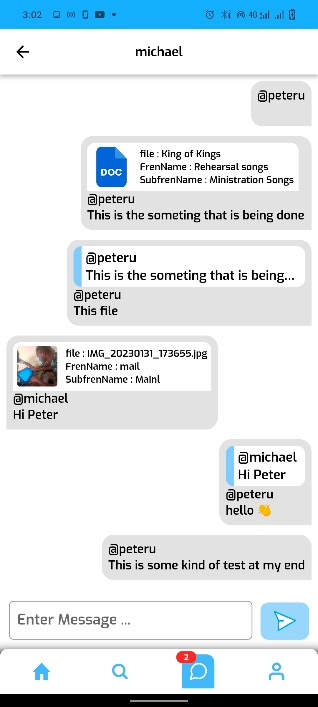 3:02
4G
michael
@peteru
DOC
file : King of Kings
FrenName : Rehearsal songs
SubfrenName : Ministration Songs
@peteru
This is the someting that is being done
@peteru
This is the someting that is being...
@peteru
This file
file : IMG_20230131_173655.jpg
FrenName : mail
SubfrenName : Mainl
@michael
Hi Peter
@michael
Hi Peter
@peteru
hello 👋
@peteru
This is some kind of test at my end
Enter Message ...
2